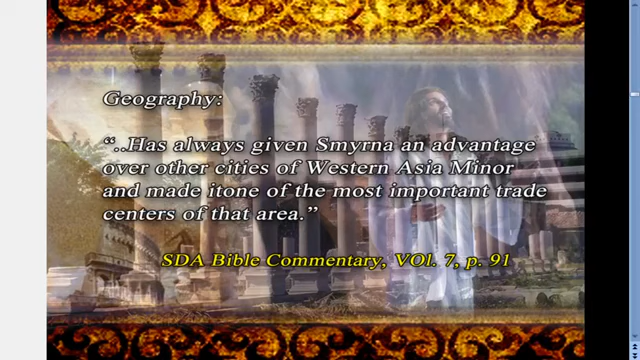 Geography:
“..Has always given Smyrna an advantage
over other cities of Western Asia Minor
and made itone of the most important trade
centers of that area.”
SDA Bible Commentary, VOl. 7, p. 91